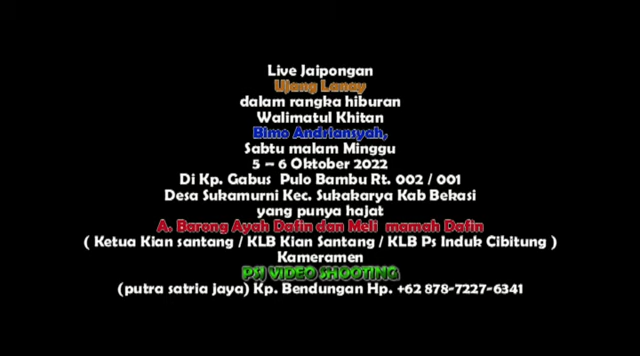 Live Jaipongan
Ujang Lanay
dalam rangka hiburan
Walimatul Khitan
Bimo Andriansyah,
Sabtu malam Minggu
5 – 6 Oktober 2022
Di Kp. Gabus Pulo Bambu Rt. 002 / 001
Desa Sukamurni Kec. Sukakarya Kab Bekasi
yang punya hajat
A. Barong Ayah Dafin dan Meli mamah Dafin
( Ketua Kian santang / KLB Kian Santang / KLB Ps Induk Cibitung )
Kameramen
PSJ VIDEO SHOOTING
(putra satria jaya) Kp. Bendungan Hp. +62 878-7227-6341